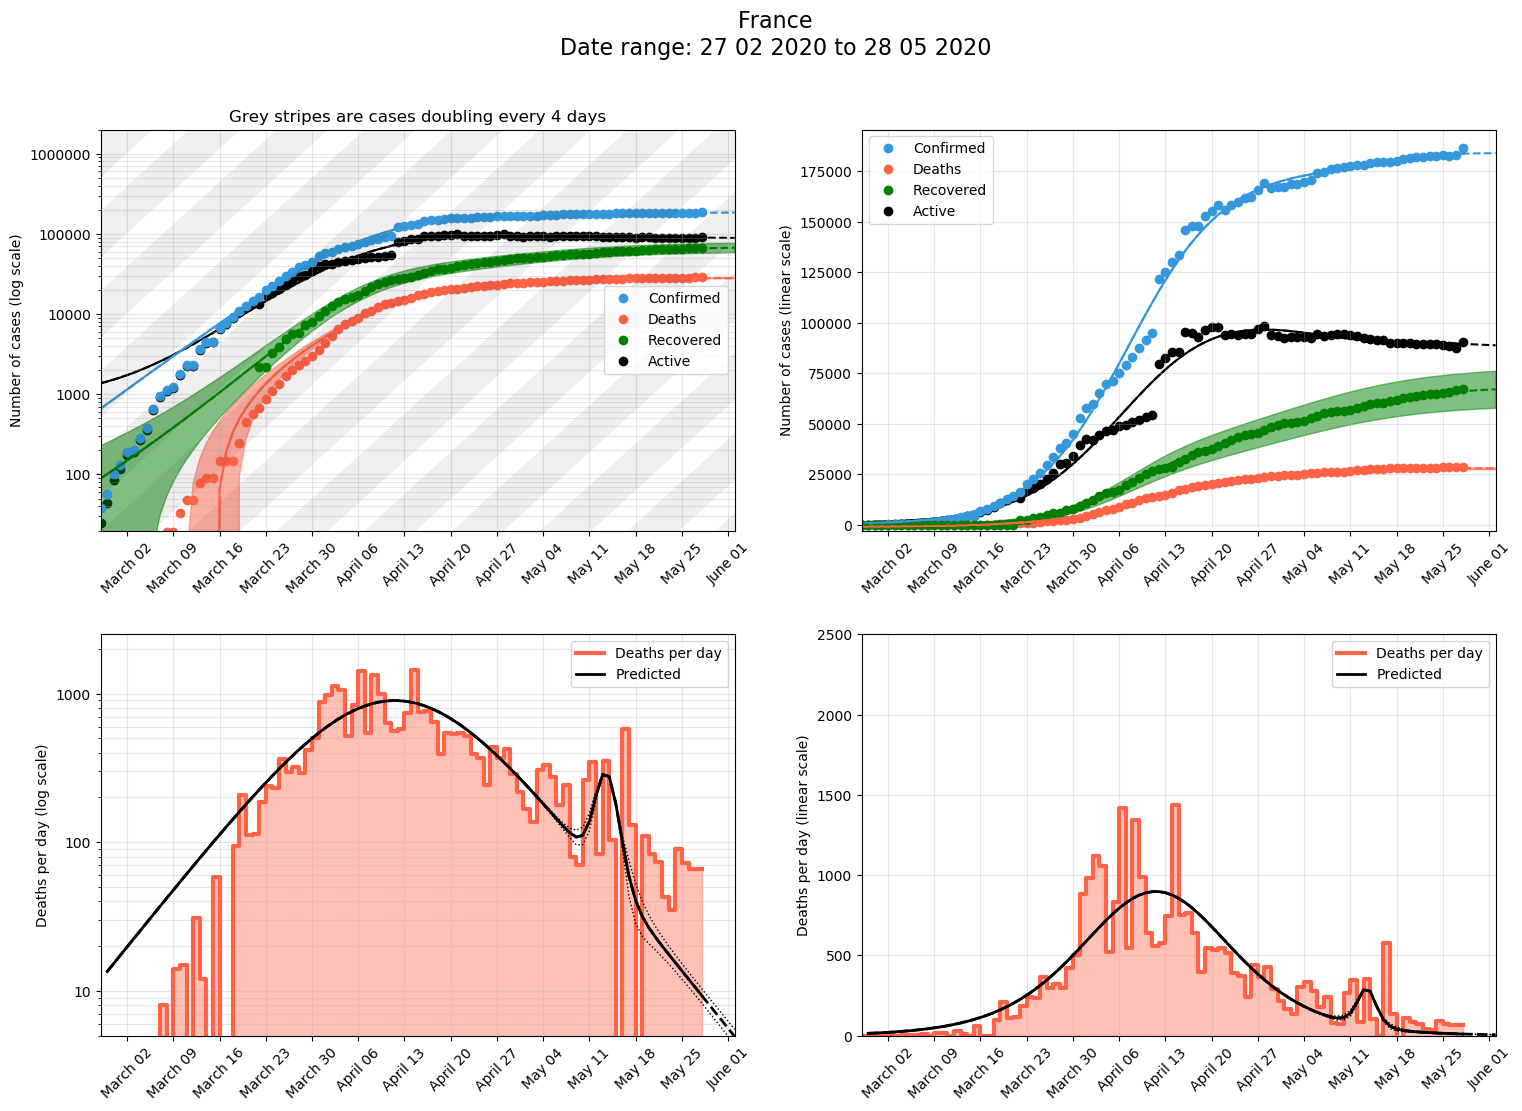 France
Date range: 27 02 2020 to 28 05 2020
Grey stripes are cases doubling every 4 days
Number of cases (log scale)
1000000
100000
10000
1000
100
Confirmed
Deaths
Recovered
Active
March 02
March 09
March 16
March 23
March 30
April 06
April 13
April 20
April 27
May 04
May 11
May 18
May 25
June 01
Number of cases (linear scale)
175000
150000
125000
100000
75000
50000
25000
0
Confirmed
Deaths
Recovered
Active
March 02
March 09
March 16
March 23
March 30
April 06
April 13
April 20
April 27
May 04
May 11
May 18
May 25
June 01
Deaths per day (log scale)
1000
100
10
Deaths per day
Predicted
March 02
March 09
March 16
March 23
March 30
April 06
April 13
April 20
April 27
May 04
May 11
May 18
May 25
June 01
Deaths per day (linear scale)
2500
2000
1500
1000
500
0
Deaths per day
Predicted
March 02
March 09
March 16
March 23
March 30
April 06
April 13
April 20
April 27
May 04
May 11
May 18
May 25
June 01